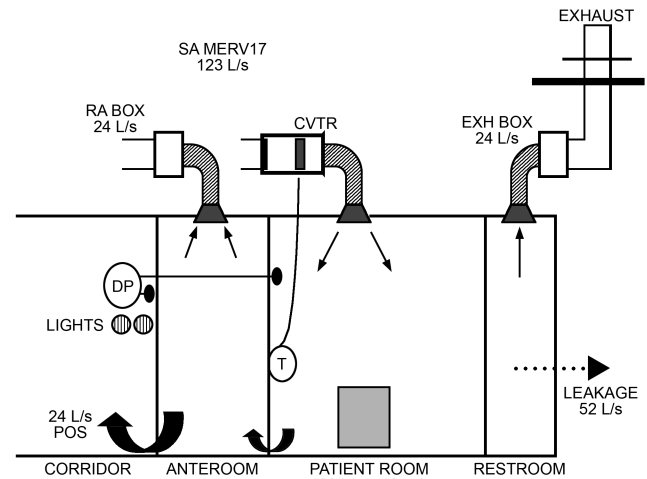 EXHAUST
SA MERV17
123 L/s
RA BOX
24 L/s
CVTR
EXH BOX
24 L/s
DP
LIGHTS
T
24 L/s
POS
LEAKAGE
52 L/s
CORRIDOR
ANTEROOM
PATIENT ROOM
RESTROOM